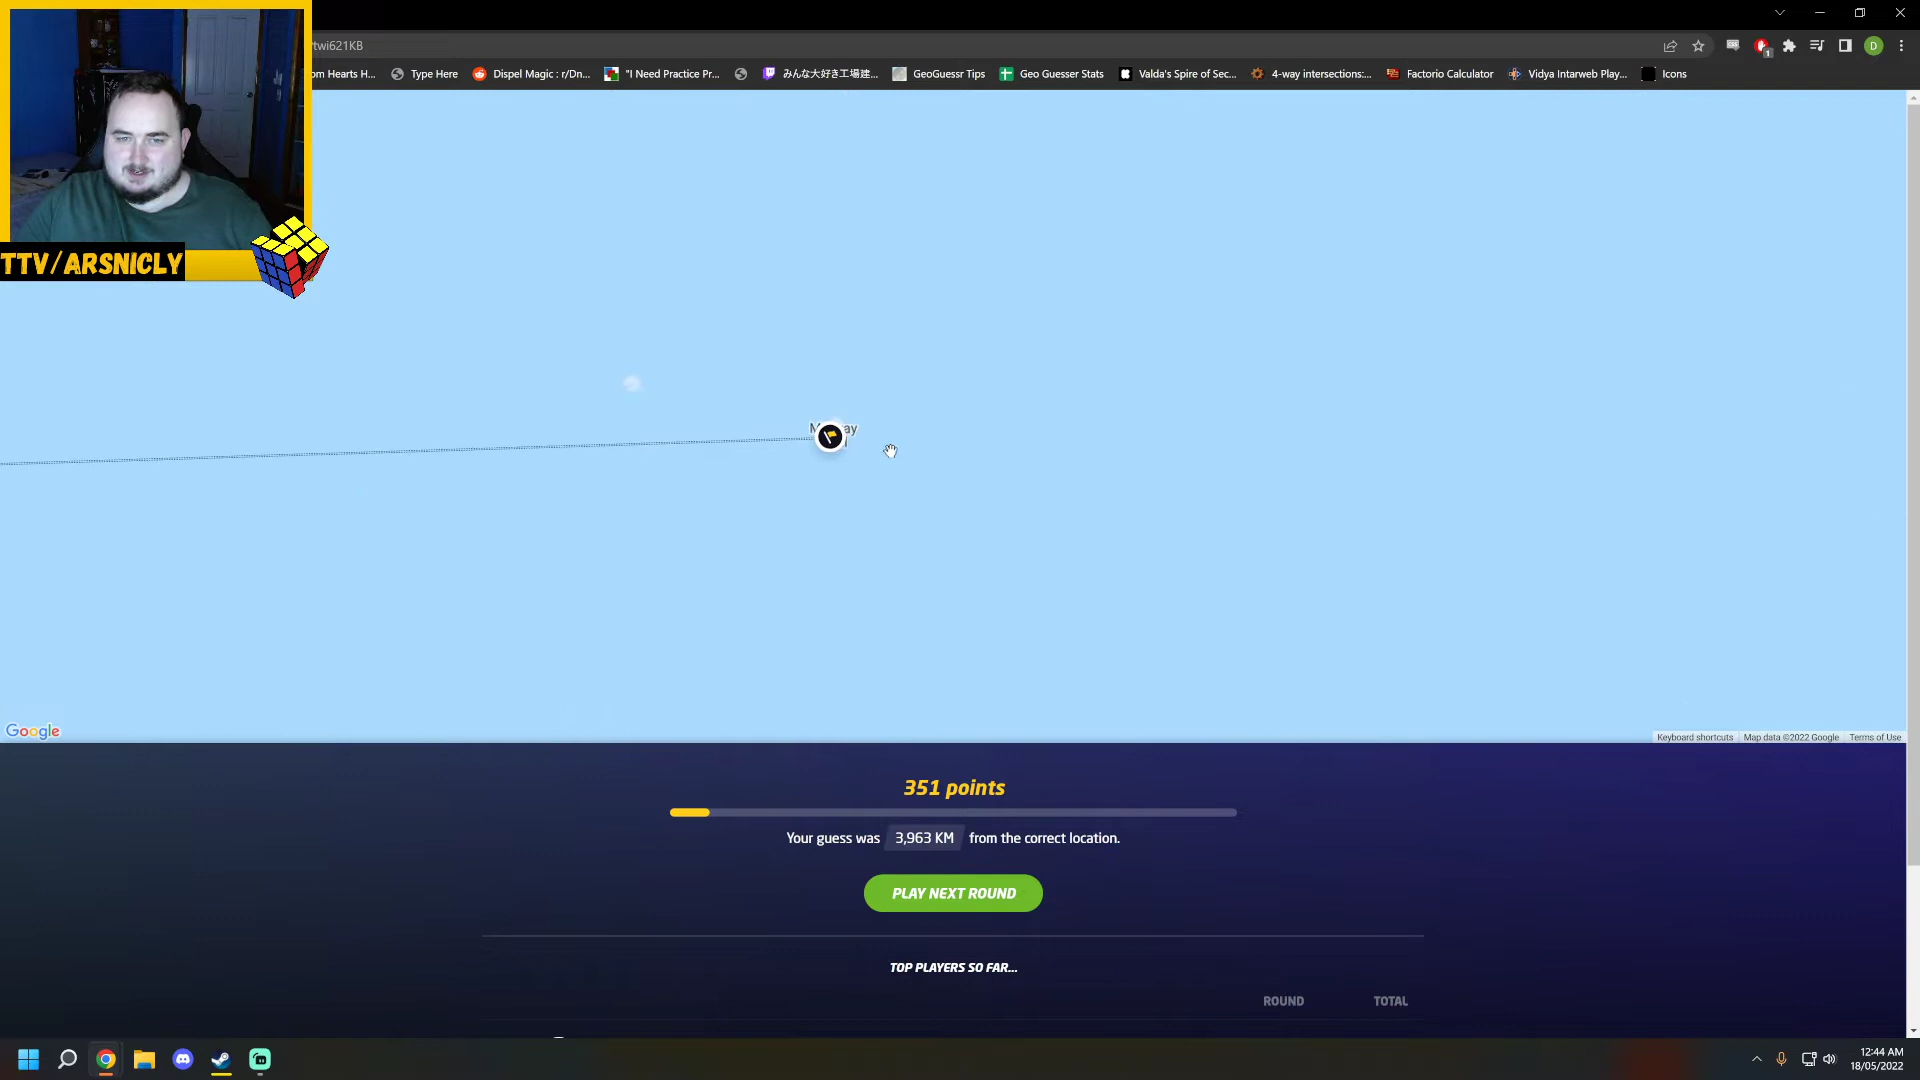 twi621KB
om Hearts H...
Type Here
Dispel Magic : r/Dn...
"I Need Practice Pr...
みんな大好き工場建...
GeoGuessr Tips
Geo Guesser Stats
Valda's Spire of Sec...
4-way intersections:...
Factorio Calculator
Vidya Intarweb Play...
Icons
TTV/ARSNICLY
Google
Keyboard shortcuts
Map data ©2022 Google
Terms of Use
351 points
Your guess was 3,963 KM from the correct location.
PLAY NEXT ROUND
TOP PLAYERS SO FAR...
ROUND TOTAL
12:44 AM
18/05/2022